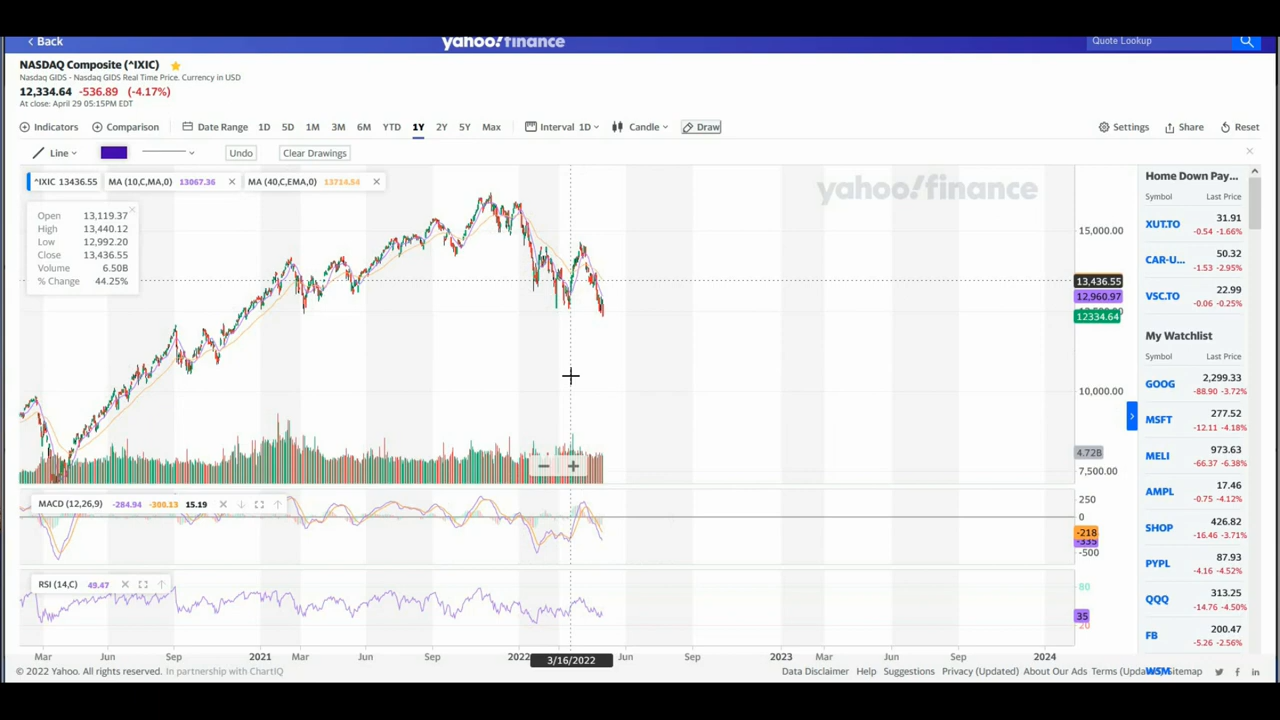 Back
yahoo!finance
Quote Lookup
NASDAQ Composite (^IXIC)
Nasdaq GIDS - Nasdaq GIDS Real Time Price. Currency in USD
12,334.64 -536.89 (-4.17%)
At close: April 29 05:15PM EDT
Indicators Comparison Date Range 1D 5D 1M 3M 6M YTD 1Y 2Y 5Y Max Interval 1D Candle Draw Settings Share Reset
Line Undo Clear Drawings
^IXIC 13436.55 MA (10,C,MA,0) 13067.36 MA (40,C,EMA,0) 13714.54
yahoo!finance
Open 13,119.37
High 13,440.12
Low 12,992.20
Close 13,436.55
Volume 6.50B
% Change 44.25%
15,000.00
13,436.55
12,960.97
12334.64
10,000.00
4.72B
7,500.00
MACD (12,26,9) -284.94 -300.13 15.19
250
0
-218
-335
-500
RSI (14,C) 49.47
80
35
20
Mar Jun Sep 2021 Mar Jun Sep 2022 3/16/2022 Jun Sep 2023 Mar Jun Sep 2024
Home Down Pay...
Symbol Last Price
XUT.TO 31.91
-0.54 -1.66%
CAR-U... 50.32
-1.53 -2.95%
VSC.TO 22.99
-0.06 -0.25%
My Watchlist
Symbol Last Price
GOOG 2,299.33
-88.90 -3.72%
MSFT 277.52
-12.11 -4.18%
MELI 973.63
-66.37 -6.38%
AMPL 17.46
-0.75 -4.12%
SHOP 426.82
-16.46 -3.71%
PYPL 87.93
-4.16 -4.52%
QQQ 313.25
-14.76 -4.50%
FB 200.47
-5.26 -2.56%
WSM
© 2022 Yahoo. All rights reserved. In partnership with ChartIQ
Data Disclaimer Help Suggestions Privacy (Updated) About Our Ads Terms Sitemap